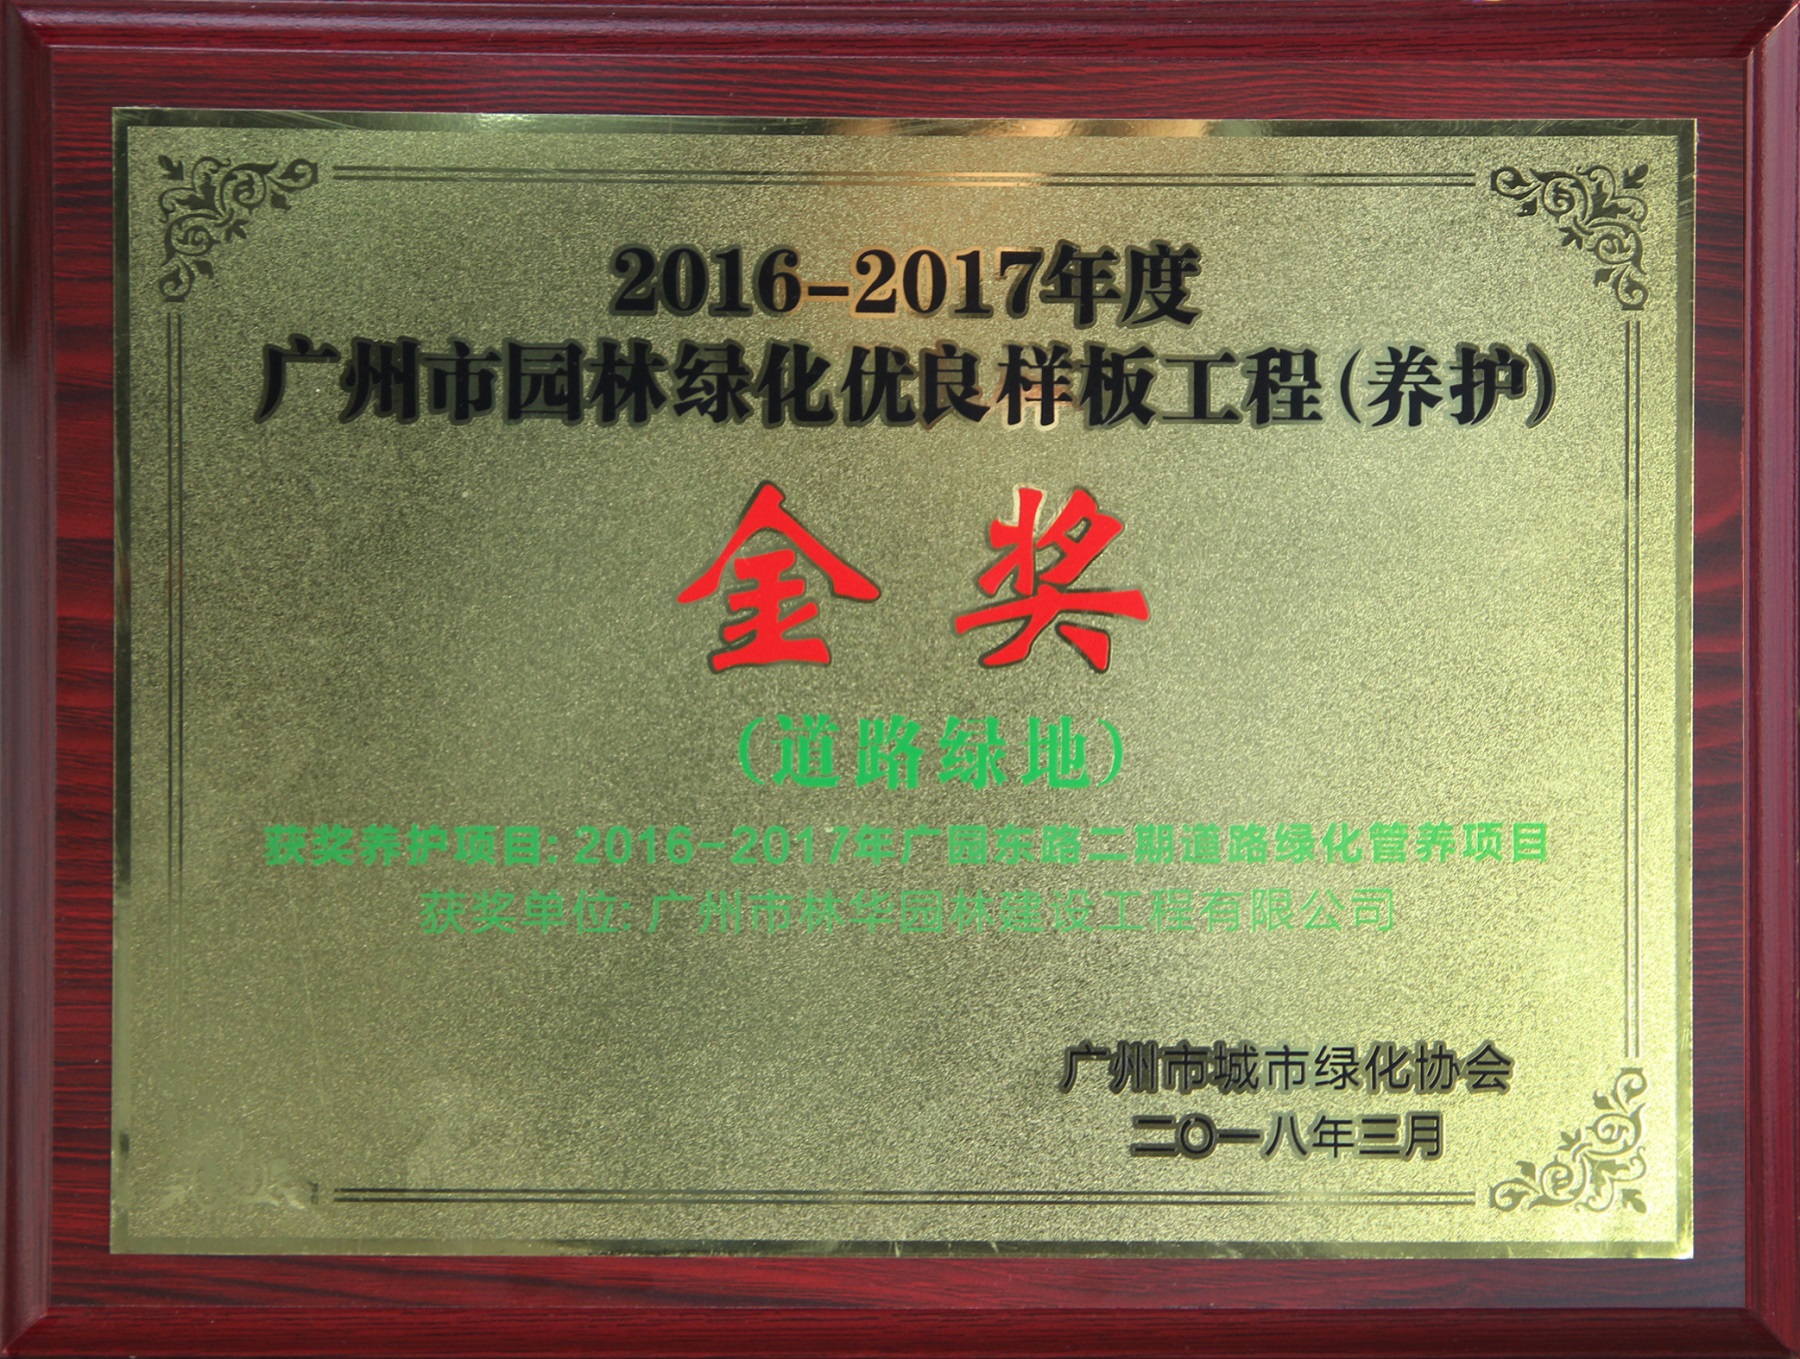 2016-2017年度
广州市园林绿化优良样板工程(养护)
金奖
(道路绿地)
获奖养护项目:2016-2017年广园东路二期道路绿化管养项目
获奖单位:广州市林华园林建设工程有限公司
广州市城市绿化协会
二〇一八年三月